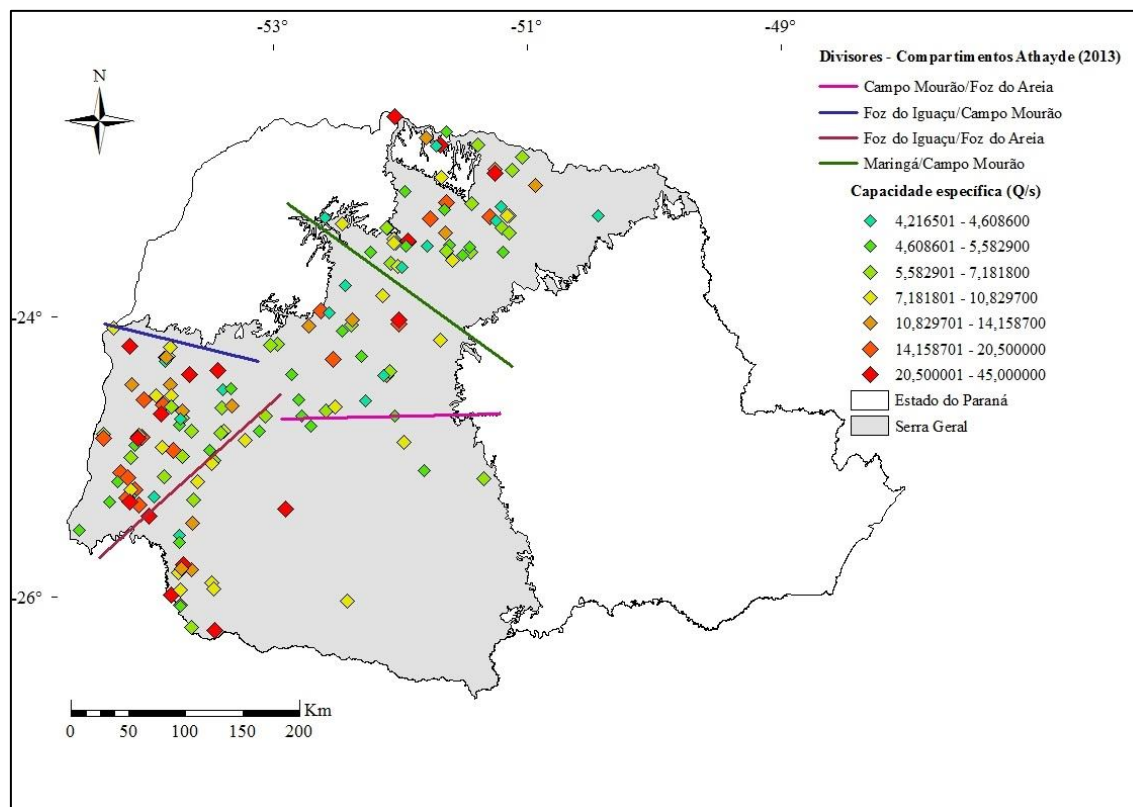 -53°
-51°
-49°
N
Divisores - Compartimentos Athayde (2013)
Campo Mourão/Foz do Areia
Foz do Iguaçu/Campo Mourão
Foz do Iguaçu/Foz do Areia
Maringá/Campo Mourão
Capacidade específica (Q/s)
4,216501 - 4,608600
4,608601 - 5,582900
5,582901 - 7,181800
7,181801 - 10,829700
10,829701 - 14,158700
14,158701 - 20,500000
20,500001 - 45,000000
Estado do Paraná
Serra Geral
-24°
-26°
Km
0 50 100 150 200